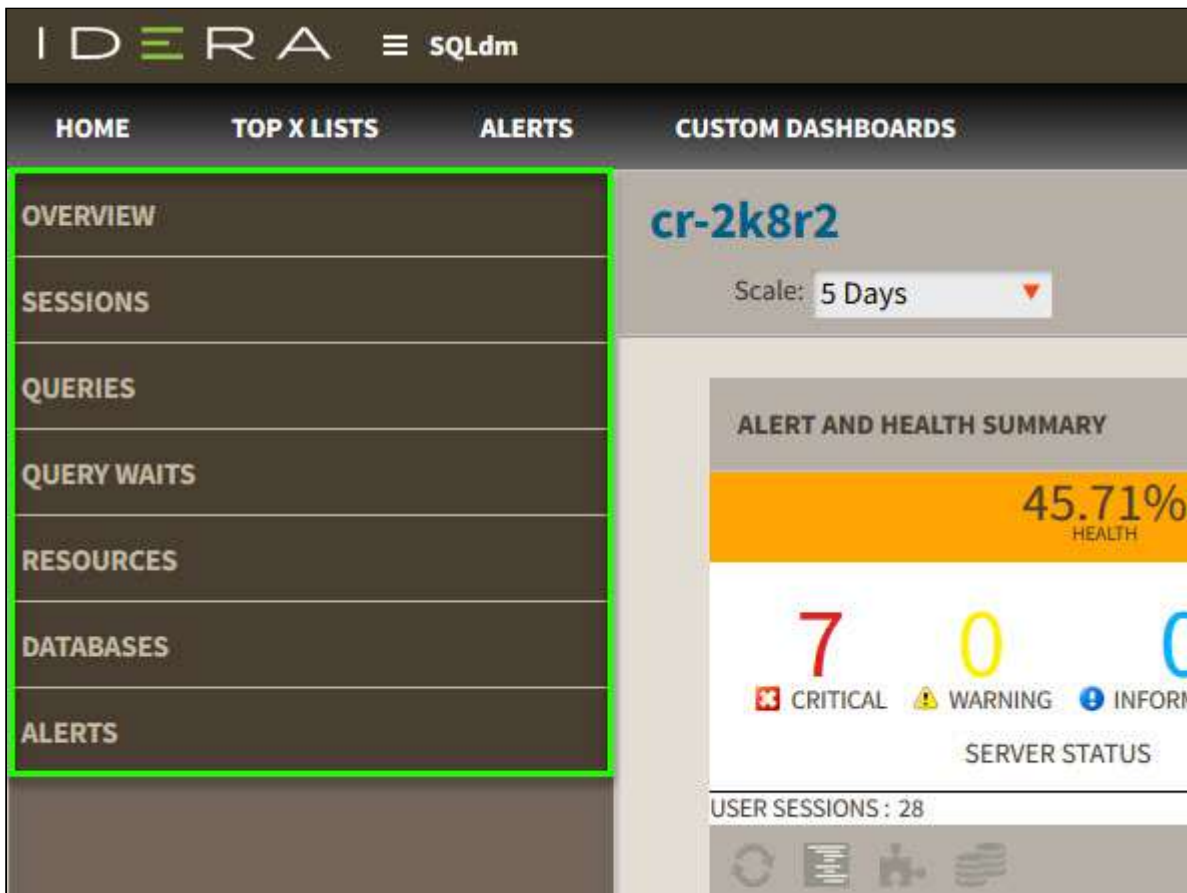 IDERA SQLdm
HOME TOP X LISTS ALERTS CUSTOM DASHBOARDS
OVERVIEW
SESSIONS
QUERIES
QUERY WAITS
RESOURCES
DATABASES
ALERTS
cr-2k8r2
Scale: 5 Days
ALERT AND HEALTH SUMMARY
45.71%
HEALTH
7 0
CRITICAL WARNING INFORM
SERVER STATUS
USER SESSIONS : 28